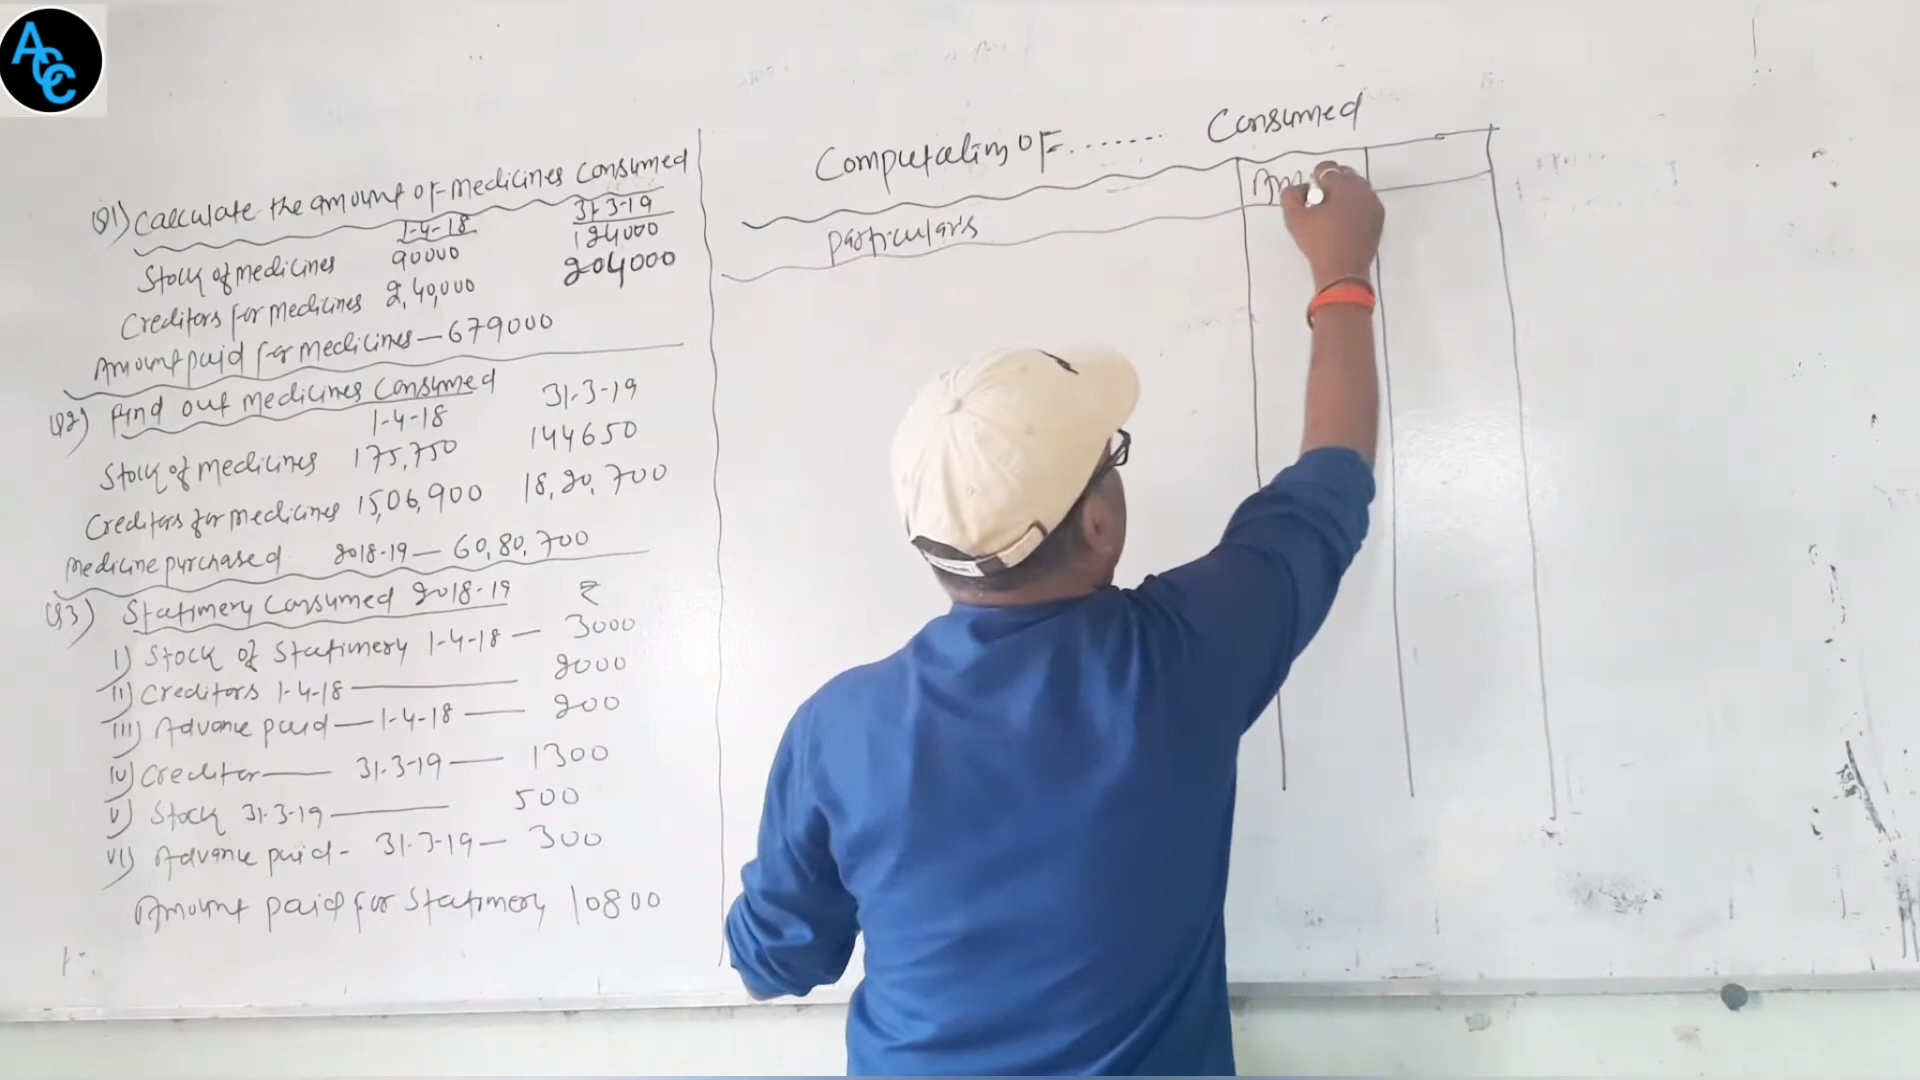 ACC
Q1) Calculate the amount of medicines Consumed
1-4-18 31-3-19
Stock of medicines 90000 124000
Creditors for medicines 2,40,000 204000
Amount paid for medicines — 679000
Q2) Find out medicines Consumed
1-4-18 31-3-19
Stock of medicines 175,750 144650
Creditors for medicines 15,06,900 18,20,700
medicine purchased 2018-19 — 60,80,700
Q3) Stationery Consumed 2018-19 ₹
I) Stock of Stationery 1-4-18 — 3000
II) Creditors 1-4-18 — 2000
III) Advance paid — 1-4-18 — 200
IV) Creditor — 31-3-19 — 1300
V) Stock 31-3-19 — 500
VI) Advance paid - 31-3-19 — 300
Amount paid for Stationery 10800
Computation OF ....... Consumed
particulars